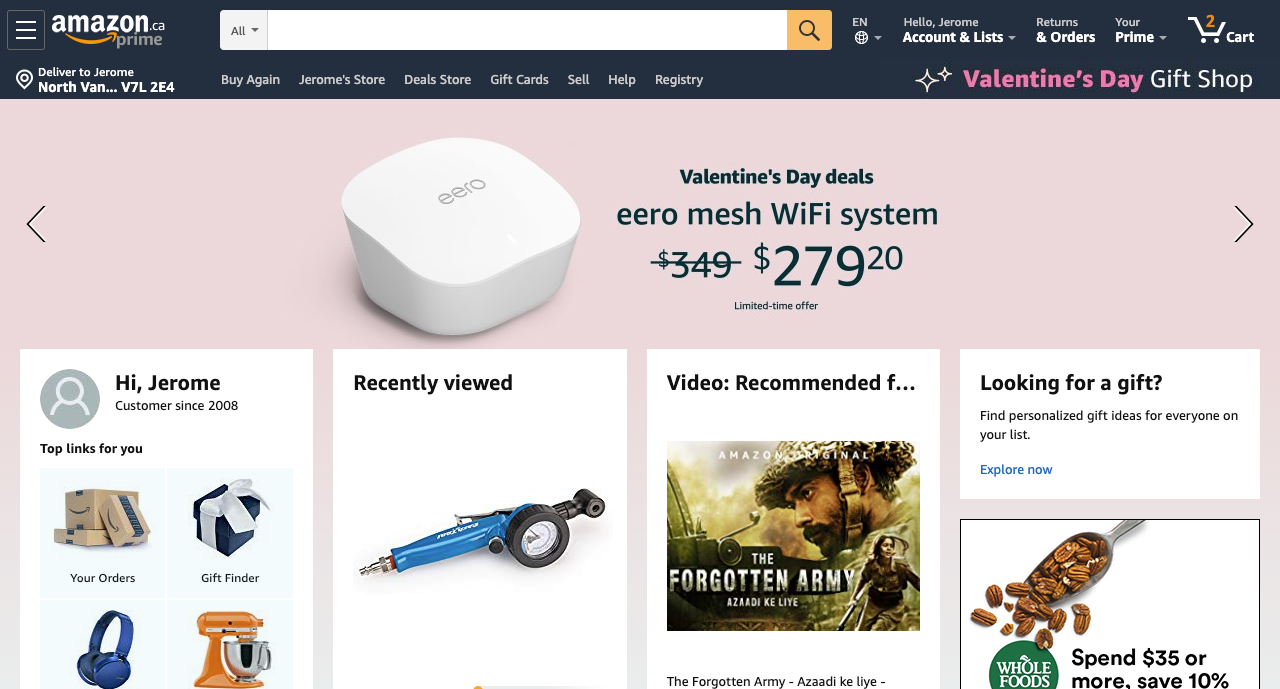 amazon.ca
prime
All
EN
Hello, Jerome
Account & Lists
Returns
& Orders
Your
Prime
2
Cart
Deliver to Jerome
North Van... V7L 2E4
Buy Again
Jerome's Store
Deals Store
Gift Cards
Sell
Help
Registry
Valentine's Day Gift Shop
eero
Valentine's Day deals
eero mesh WiFi system
$349 $279 20
Limited-time offer
Hi, Jerome
Customer since 2008
Top links for you
Your Orders
Gift Finder
Recently viewed
Video: Recommended f...
AMAZON ORIGINAL
THE
FORGOTTEN ARMY
AZAADI KE LIYE
The Forgotten Army - Azaadi ke liye -
Looking for a gift?
Find personalized gift ideas for everyone on
your list.
Explore now
WHOLE
FOODS
Spend $35 or
more, save 10%